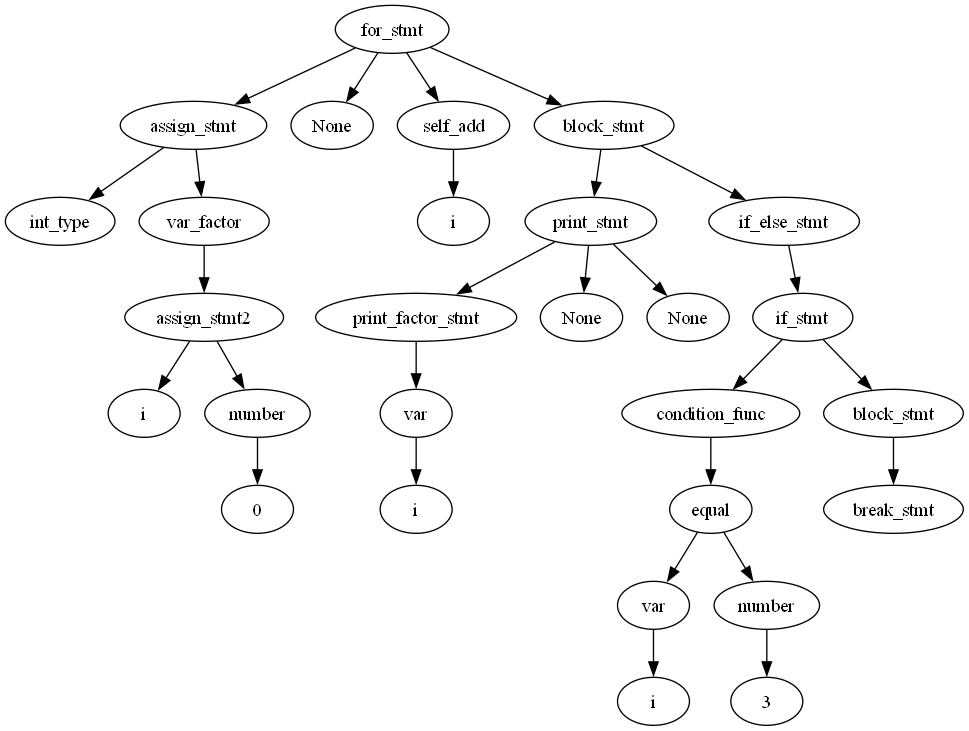 for_stmt
assign_stmt
None
self_add
block_stmt
int_type
var_factor
i
print_stmt
if_else_stmt
assign_stmt2
print_factor_stmt
None
None
if_stmt
i
number
var
condition_func
block_stmt
0
i
equal
break_stmt
var
number
i
3